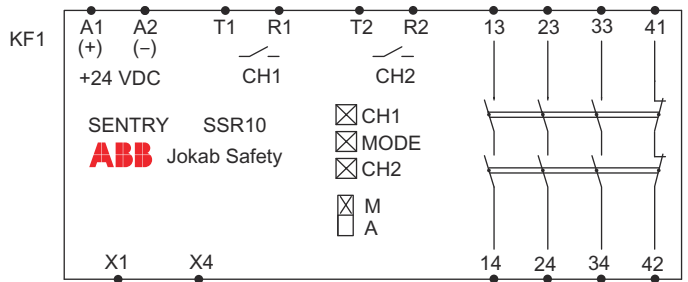 KF1
A1 A2 T1 R1 T2 R2 13 23 33 41
(+) (–)
+24 VDC CH1 CH2
SENTRY SSR10
ABB Jokab Safety
CH1
MODE
CH2
M
A
X1 X4 14 24 34 42